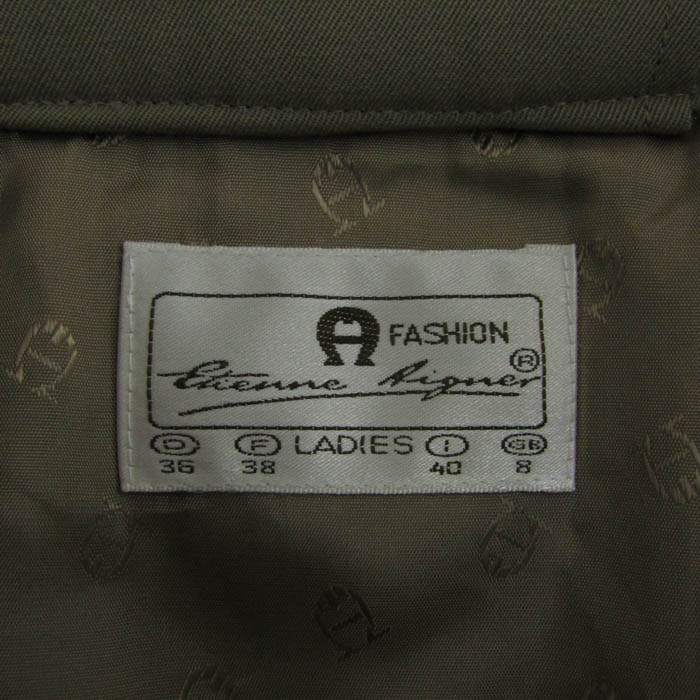 A FASHION
Etienne Aigner ®
D F LADIES I GB
36 38 40 8